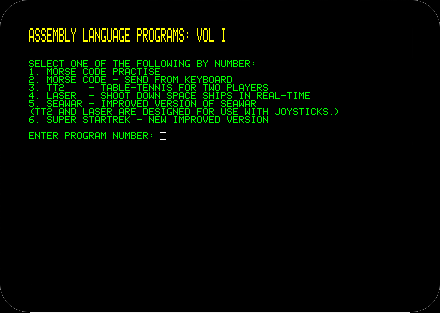 ASSEMBLY LANGUAGE PROGRAMS: VOL I
SELECT ONE OF THE FOLLOWING BY NUMBER:
1. MORSE CODE PRACTISE
2. MORSE CODE - SEND FROM KEYBOARD
3. TT2    - TABLE-TENNIS FOR TWO PLAYERS
4. LASER  - SHOOT DOWN SPACE SHIPS IN REAL-TIME
5. SEAWAR - IMPROVED VERSION OF SEAWAR
(TT2 AND LASER ARE DESIGNED FOR USE WITH JOYSTICKS.)
6. SUPER STARTREK - NEW IMPROVED VERSION
ENTER PROGRAM NUMBER: _